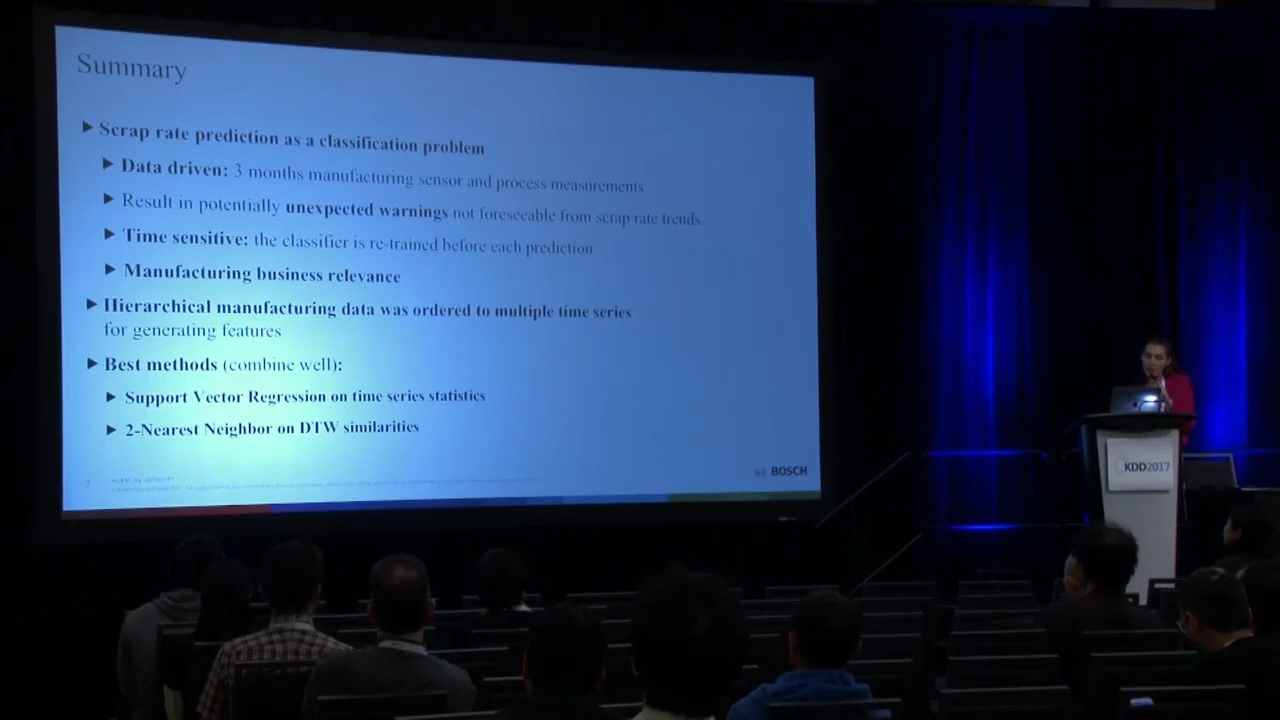 Summary
Scrap rate prediction as a classification problem
Data driven: 3 months manufacturing sensor and process measurements
Result in potentially unexpected warnings not foreseeable from scrap rate trends
Time sensitive: the classifier is re-trained before each prediction
Manufacturing business relevance
Hierarchical manufacturing data was ordered to multiple time series
for generating features
Best methods (combine well):
Support Vector Regression on time series statistics
2-Nearest Neighbor on DTW similarities
7
BOSCH
KDD2017